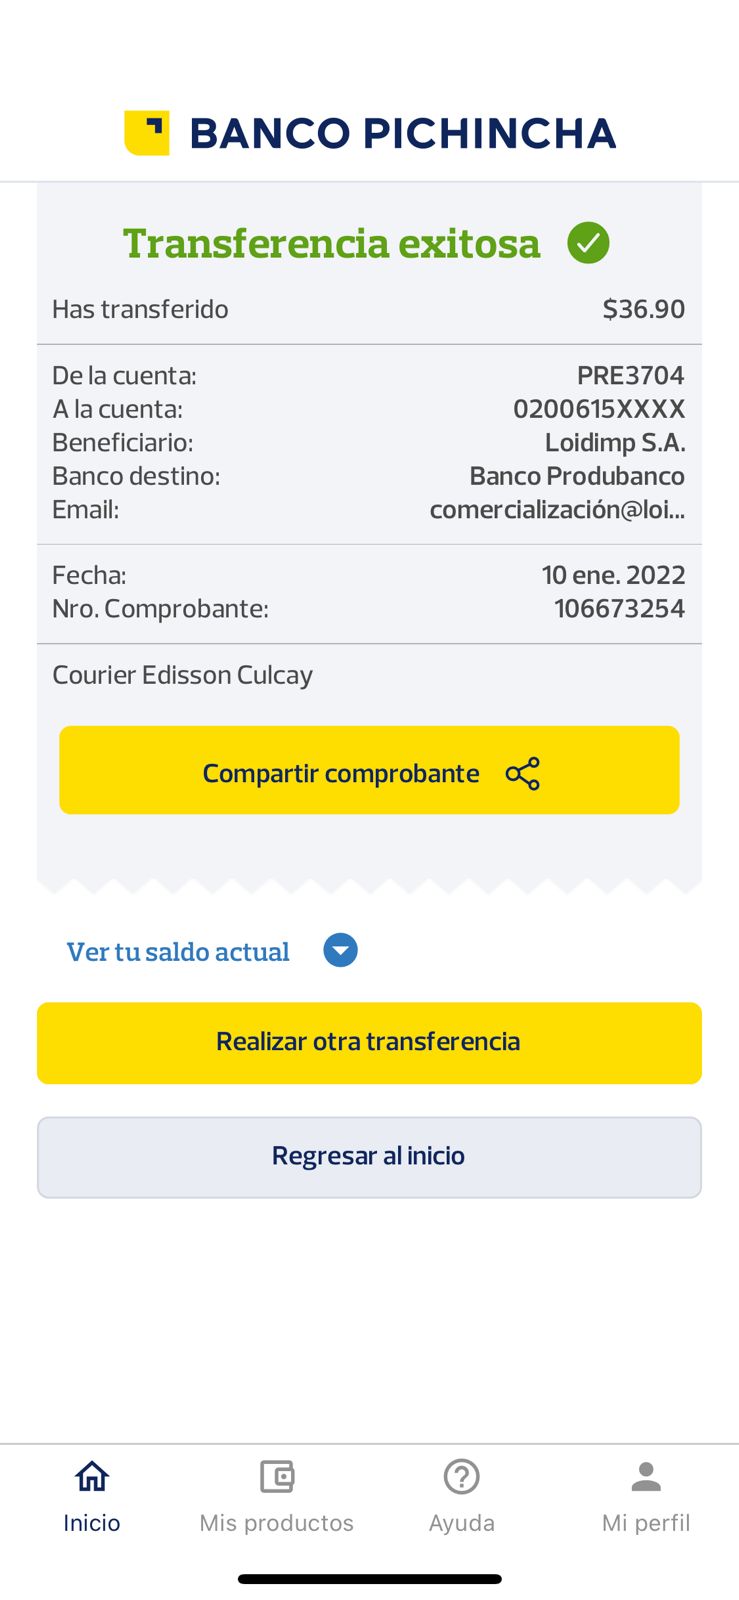 BANCO PICHINCHA
Transferencia exitosa
Has transferido $36.90
De la cuenta: PRE3704
A la cuenta: 0200615XXXX
Beneficiario: Loidimp S.A.
Banco destino: Banco Produbanco
Email: comercialización@loi...
Fecha: 10 ene. 2022
Nro. Comprobante: 106673254
Courier Edisson Culcay
Compartir comprobante
Ver tu saldo actual
Realizar otra transferencia
Regresar al inicio
Inicio Mis productos Ayuda Mi perfil